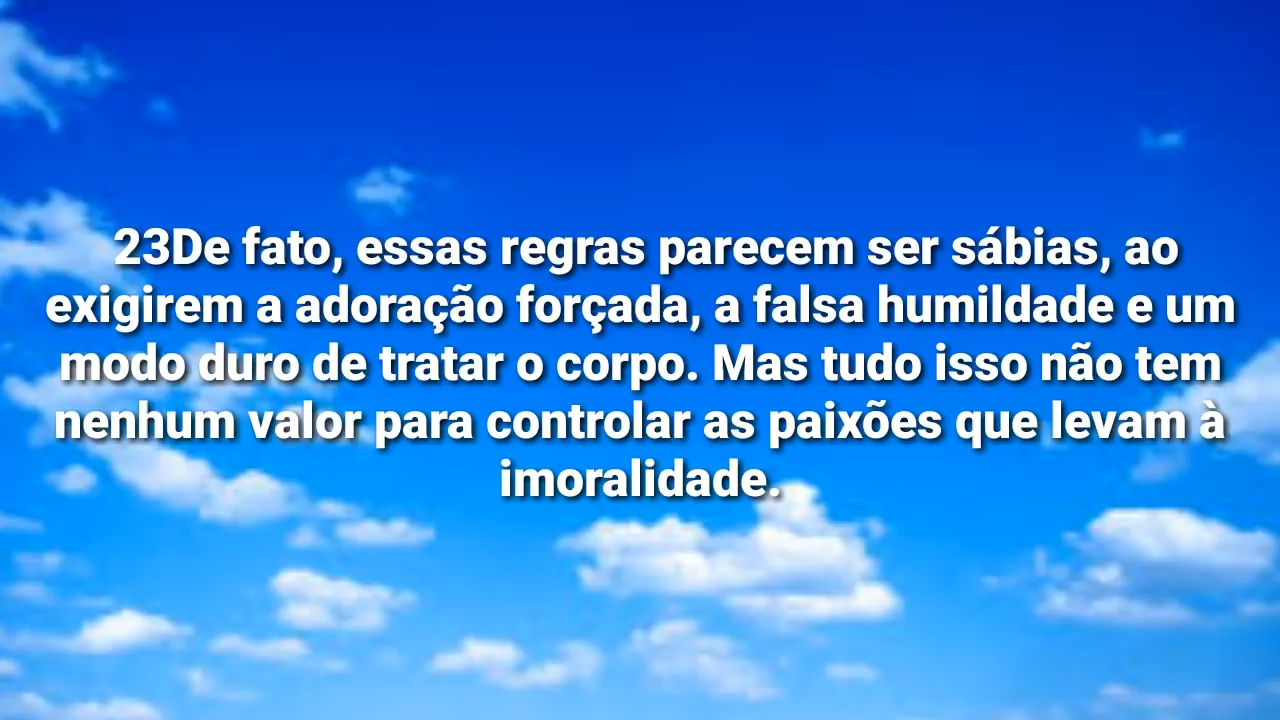 23De fato, essas regras parecem ser sábias, ao
exigirem a adoração forçada, a falsa humildade e um
modo duro de tratar o corpo. Mas tudo isso não tem
nenhum valor para controlar as paixões que levam à
imoralidade.